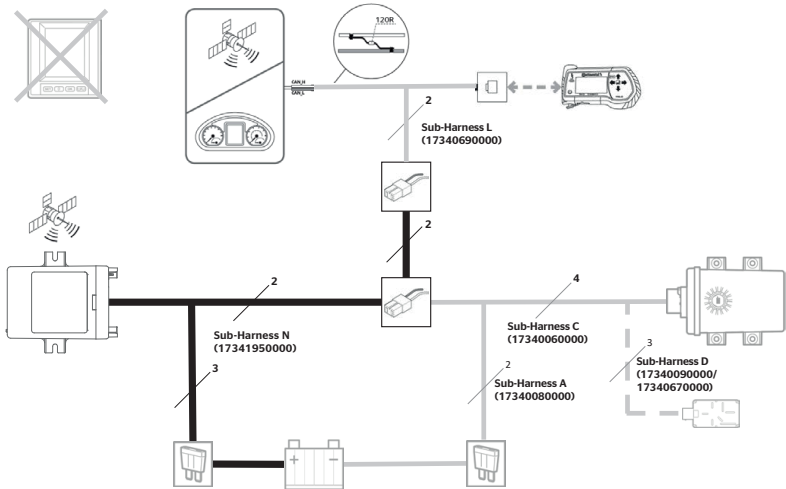 120R
CAN_H
CAN_L
2
Sub-Harness L
(17340690000)
2
2
4
Sub-Harness N
(17341950000)
Sub-Harness C
(17340060000)
3
2
Sub-Harness A
(17340080000)
3
Sub-Harness D
(17340090000/
17340670000)
+ −